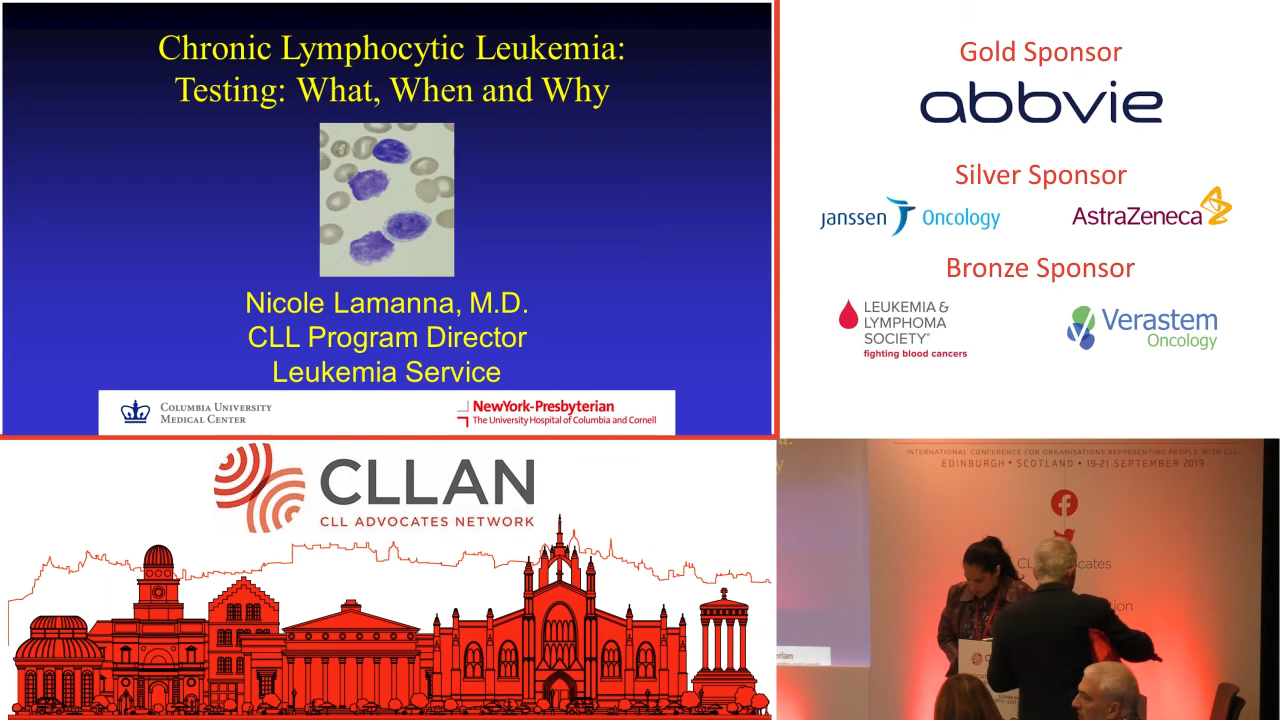 Chronic Lymphocytic Leukemia:
Testing: What, When and Why
Nicole Lamanna, M.D.
CLL Program Director
Leukemia Service
COLUMBIA UNIVERSITY
MEDICAL CENTER
NewYork-Presbyterian
The University Hospital of Columbia and Cornell
Gold Sponsor
abbvie
Silver Sponsor
janssen Oncology
AstraZeneca
Bronze Sponsor
LEUKEMIA &
LYMPHOMA
SOCIETY®
fighting blood cancers
Verastem
Oncology
CLLAN
CLL ADVOCATES NETWORK
INTERNATIONAL CONFERENCE FOR ORGANISATIONS REPRESENTING PEOPLE WITH CLL
EDINBURGH • SCOTLAND • 19-21 SEPTEMBER 2019